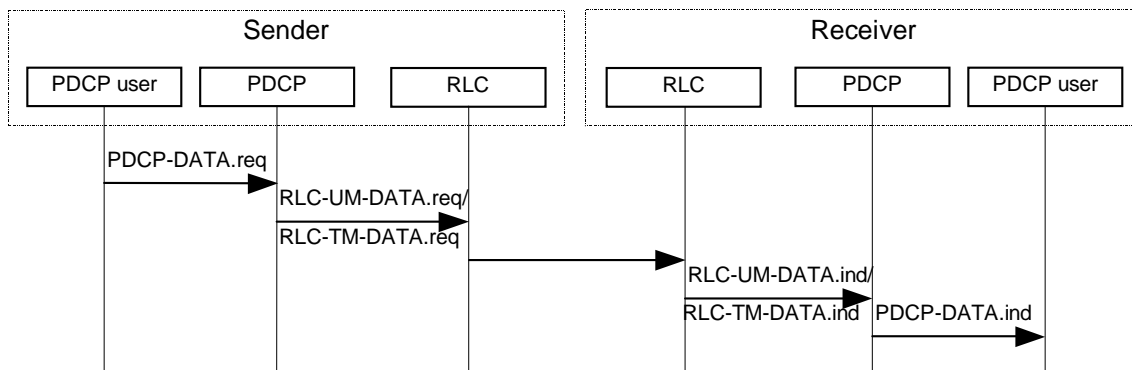 Sender
Receiver
PDCP user
PDCP
RLC
RLC
PDCP
PDCP user
PDCP-DATA.req
RLC-UM-DATA.req/
RLC-TM-DATA.req
RLC-UM-DATA.ind/
RLC-TM-DATA.ind
PDCP-DATA.ind